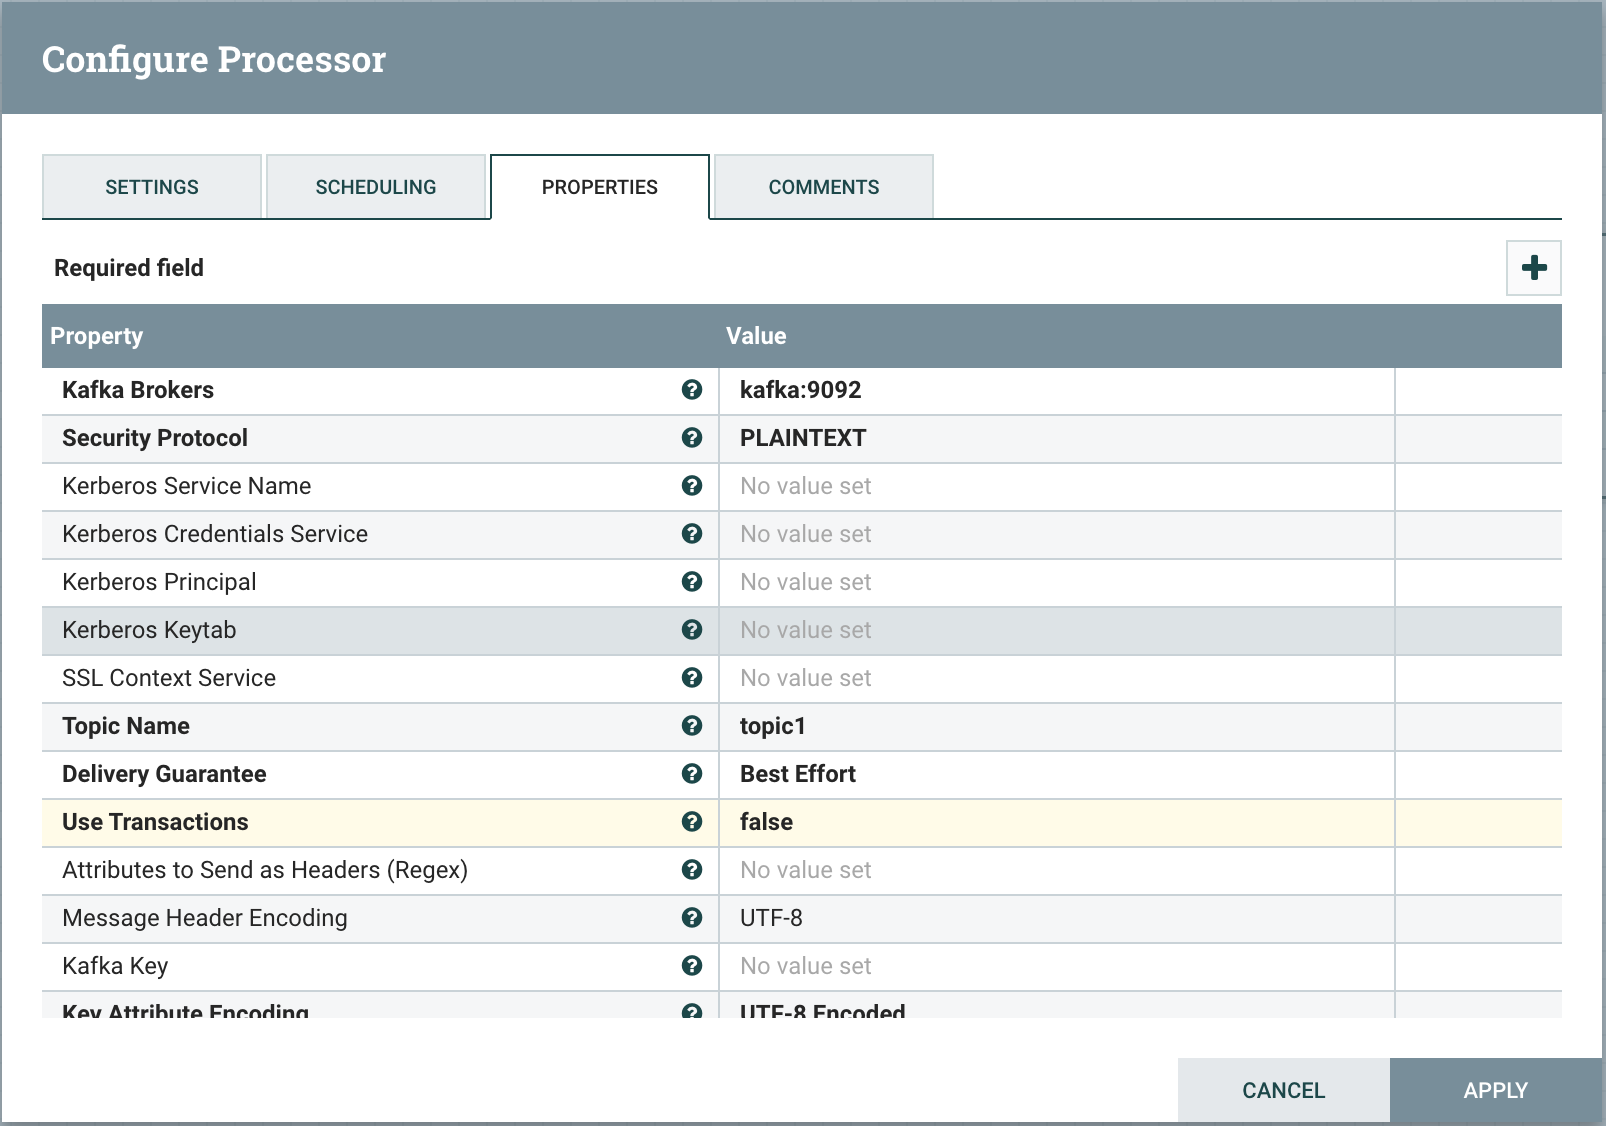 Configure Processor
SETTINGS SCHEDULING PROPERTIES COMMENTS
Required field
Property Value
Kafka Brokers kafka:9092
Security Protocol PLAINTEXT
Kerberos Service Name No value set
Kerberos Credentials Service No value set
Kerberos Principal No value set
Kerberos Keytab No value set
SSL Context Service No value set
Topic Name topic1
Delivery Guarantee Best Effort
Use Transactions false
Attributes to Send as Headers (Regex) No value set
Message Header Encoding UTF-8
Kafka Key No value set
Key Attribute Encoding UTF-8 Encoded
CANCEL APPLY